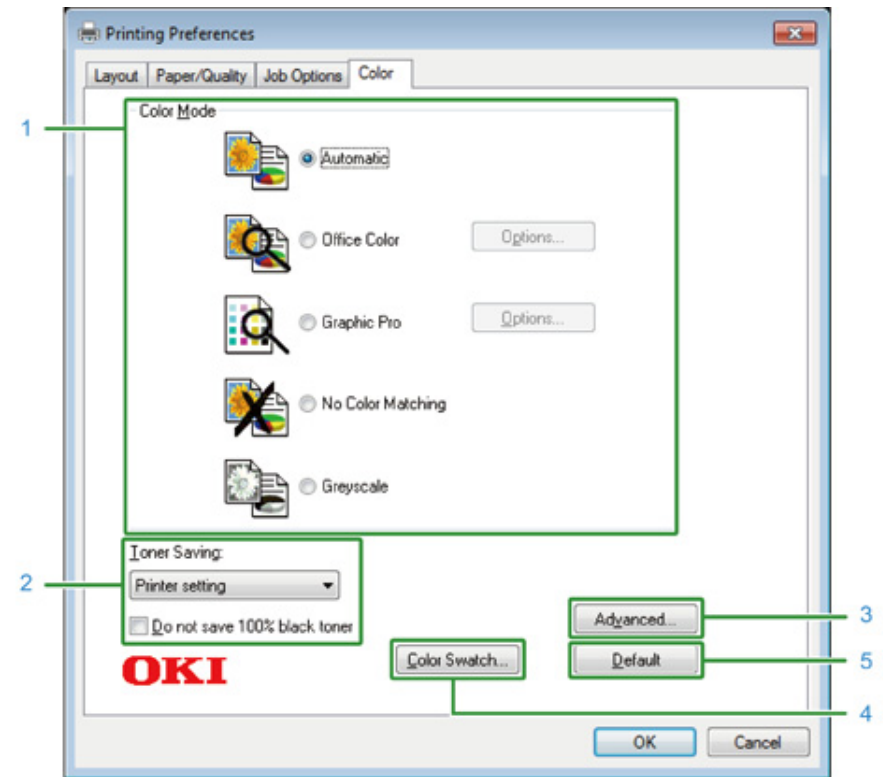 Printing Preferences
Layout Paper/Quality Job Options Color
1
Color Mode
Automatic
Office Color Options...
Graphic Pro Options...
No Color Matching
Greyscale
2
Toner Saving:
Printer setting
Do not save 100% black toner
Advanced... 3
OKI Color Swatch... Default 5
4
OK Cancel